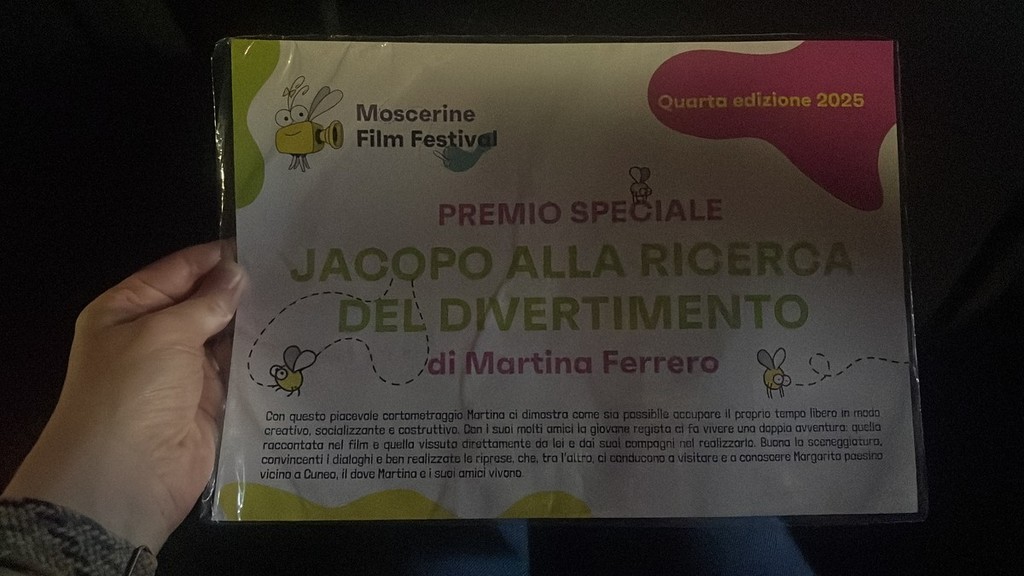 Moscerine
Film Festival
Quarta edizione 2025
PREMIO SPECIALE
JACOPO ALLA RICERCA
DEL DIVERTIMENTO
di Martina Ferrero
Con questo piacevale cortometraggio Martina ci dimostra come sia possibile occupare il proprio tempo libero in modo
creativo, socializzante e costruttivo. Con i suoi molti amici la giovane regista ci fa vivere una doppia avventura: quella
raccontata nel film e quella vissuta direttamente da lei e dai suoi compagni nel realizzarlo. Buona la sceneggiatura,
convincenti i dialoghi e ben realizzate le riprese, che, tra l'altro, ci conducono a visitare e a conoscere Margarita paesino
vicino a Cuneo, il dove Martina e i suoi amici vivono.